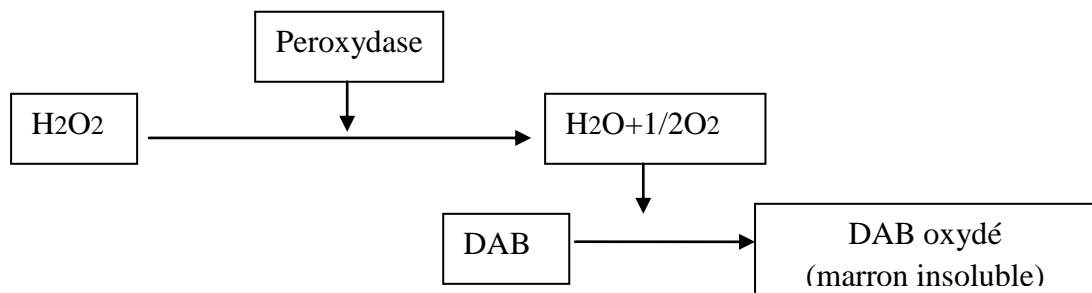 Peroxydase
H2O2
H2O+1/2O2
DAB
DAB oxydé
(marron insoluble)